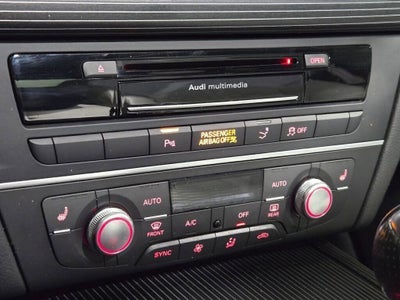 OPEN
Audi multimedia
P
PASSENGER
AIRBAG OFF
OFF
AUTO
AUTO
FRONT
A/C
OFF
REAR
SYNC